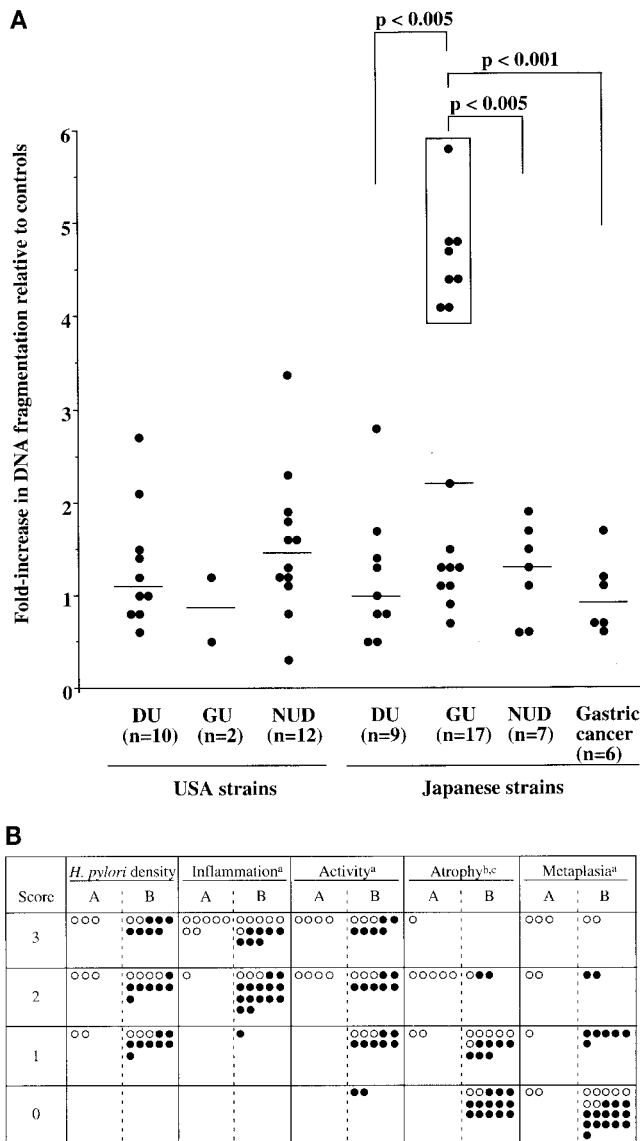 A
p < 0.005
p < 0.001
p < 0.005
Fold-increase in DNA fragmentation relative to controls
6
5
4
3
2
1
0
DU GU NUD DU GU NUD Gastric
(n=10) (n=2) (n=12) (n=9) (n=17) (n=7) cancer
(n=6)
USA strains Japanese strains
B
H. pylori density Inflammationᵃ Activityᵃ Atrophyᵇ,ᶜ Metaplasiaᵃ
Score A B A B A B A B A B
3
2
1
0